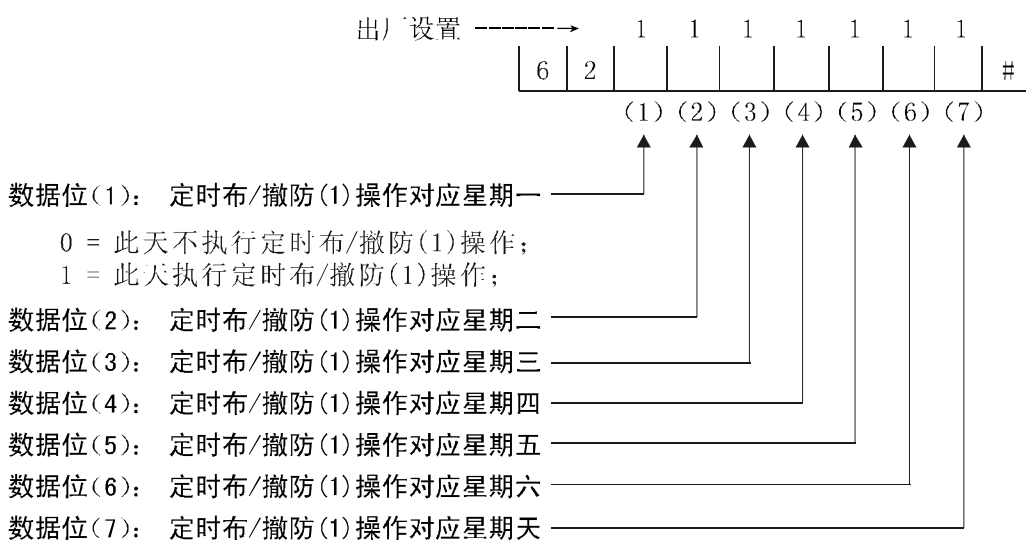 出厂设置 1 1 1 1 1 1 1
6 2 #
(1) (2) (3) (4) (5) (6) (7)
数据位(1): 定时布/撤防(1)操作对应星期一
0 = 此天不执行定时布/撤防(1)操作;
1 = 此天执行定时布/撤防(1)操作;
数据位(2): 定时布/撤防(1)操作对应星期二
数据位(3): 定时布/撤防(1)操作对应星期三
数据位(4): 定时布/撤防(1)操作对应星期四
数据位(5): 定时布/撤防(1)操作对应星期五
数据位(6): 定时布/撤防(1)操作对应星期六
数据位(7): 定时布/撤防(1)操作对应星期天